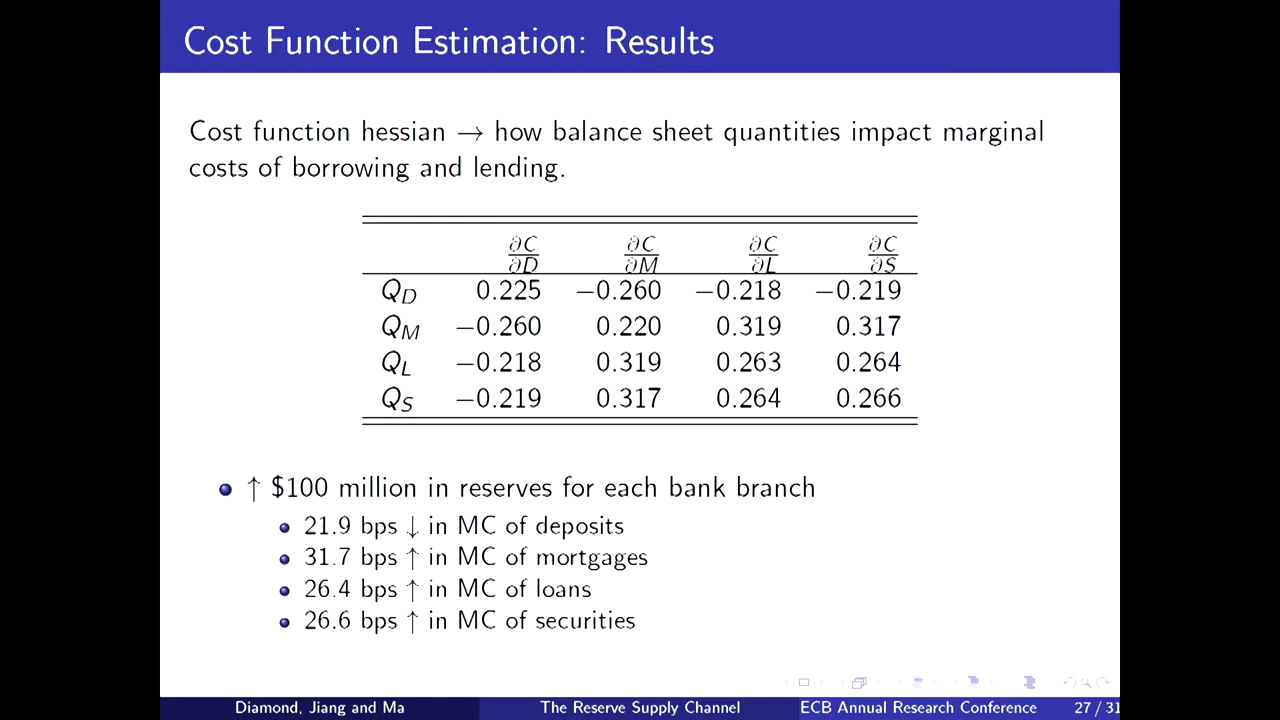 Cost Function Estimation: Results
Cost function hessian → how balance sheet quantities impact marginal
costs of borrowing and lending.
∂C/∂D ∂C/∂M ∂C/∂L ∂C/∂S
Q_D 0.225 −0.260 −0.218 −0.219
Q_M −0.260 0.220 0.319 0.317
Q_L −0.218 0.319 0.263 0.264
Q_S −0.219 0.317 0.264 0.266
↑ $100 million in reserves for each bank branch
21.9 bps ↓ in MC of deposits
31.7 bps ↑ in MC of mortgages
26.4 bps ↑ in MC of loans
26.6 bps ↑ in MC of securities
Diamond, Jiang and Ma The Reserve Supply Channel ECB Annual Research Conference 27 / 31